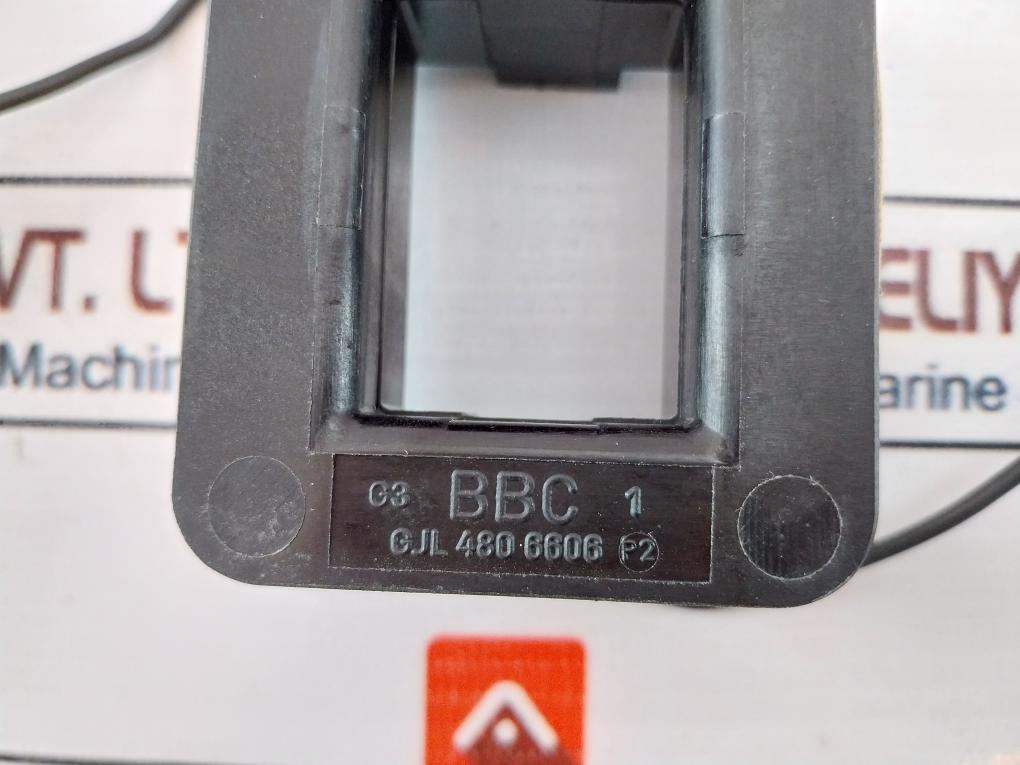 VT. LT
Machin
ELIY
arine
G3 BBC 1
GJL 480 6606 P2